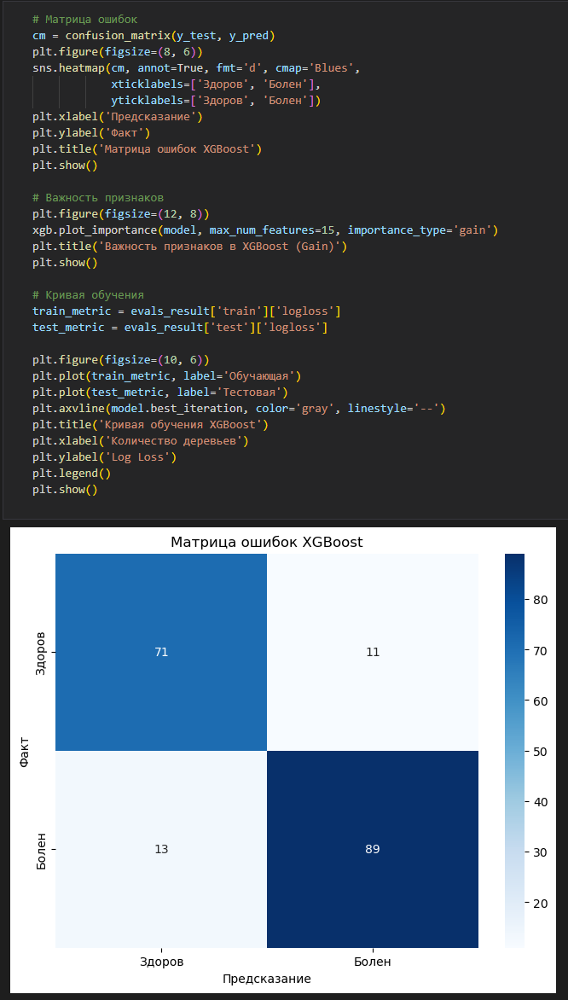 # Матрица ошибок
cm = confusion_matrix(y_test, y_pred)
plt.figure(figsize=(8, 6))
sns.heatmap(cm, annot=True, fmt='d', cmap='Blues',
            xticklabels=['Здоров', 'Болен'],
            yticklabels=['Здоров', 'Болен'])
plt.xlabel('Предсказание')
plt.ylabel('Факт')
plt.title('Матрица ошибок XGBoost')
plt.show()

# Важность признаков
plt.figure(figsize=(12, 8))
xgb.plot_importance(model, max_num_features=15, importance_type='gain')
plt.title('Важность признаков в XGBoost (Gain)')
plt.show()

# Кривая обучения
train_metric = evals_result['train']['logloss']
test_metric = evals_result['test']['logloss']

plt.figure(figsize=(10, 6))
plt.plot(train_metric, label='Обучающая')
plt.plot(test_metric, label='Тестовая')
plt.axvline(model.best_iteration, color='gray', linestyle='--')
plt.title('Кривая обучения XGBoost')
plt.xlabel('Количество деревьев')
plt.ylabel('Log Loss')
plt.legend()
plt.show()

Матрица ошибок XGBoost
Факт
Здоров
71
11
Болен
13
89
Здоров
Болен
Предсказание
80
70
60
50
40
30
20